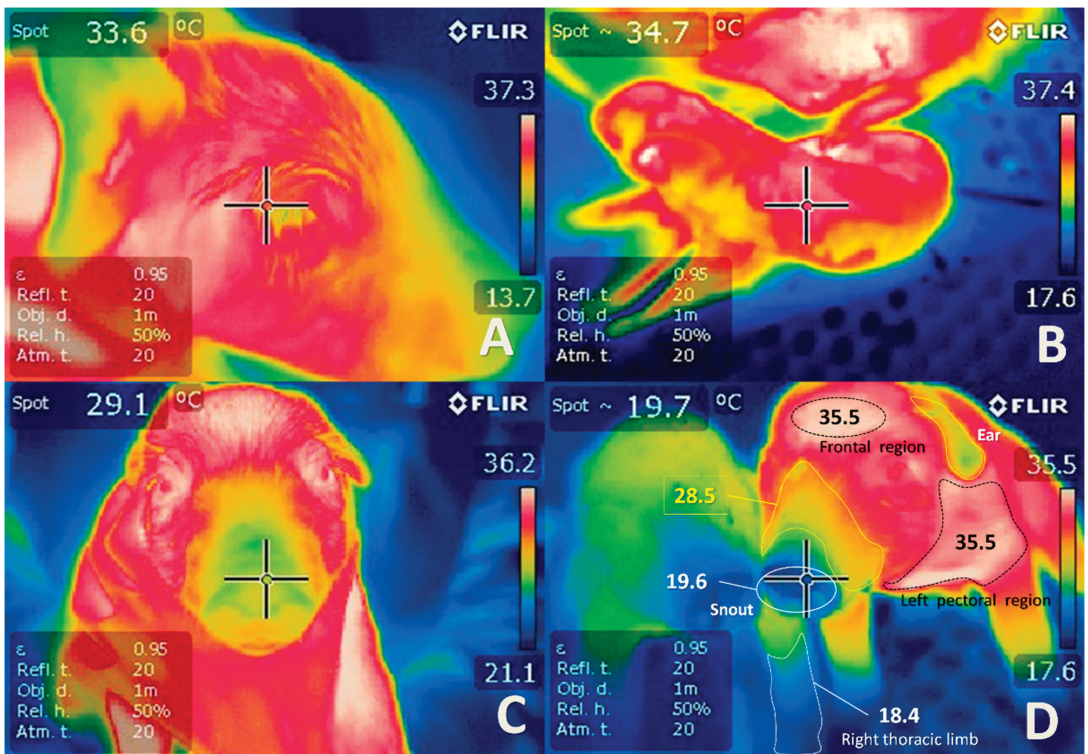 Spot 33.6 ºC FLIR
37.3
ε 0.95
Refl. t. 20
Obj. d. 1m
Rel. h. 50%
Atm. t. 20
13.7
A
Spot ~ 34.7 ºC FLIR
37.4
ε 0.95
Refl. t. 20
Obj. d. 1m
Rel. h. 50%
Atm. t. 20
17.6
B
Spot 29.1 ºC FLIR
36.2
ε 0.95
Refl. t. 20
Obj. d. 1m
Rel. h. 50%
Atm. t. 20
21.1
C
Spot ~ 19.7 ºC FLIR
35.5
Frontal region
Ear
35.5
28.5
35.5
19.6
Snout
Left pectoral region
ε 0.95
Refl. t. 20
Obj. d. 1m
Rel. h. 50%
Atm. t. 20
17.6
18.4
Right thoracic limb
D